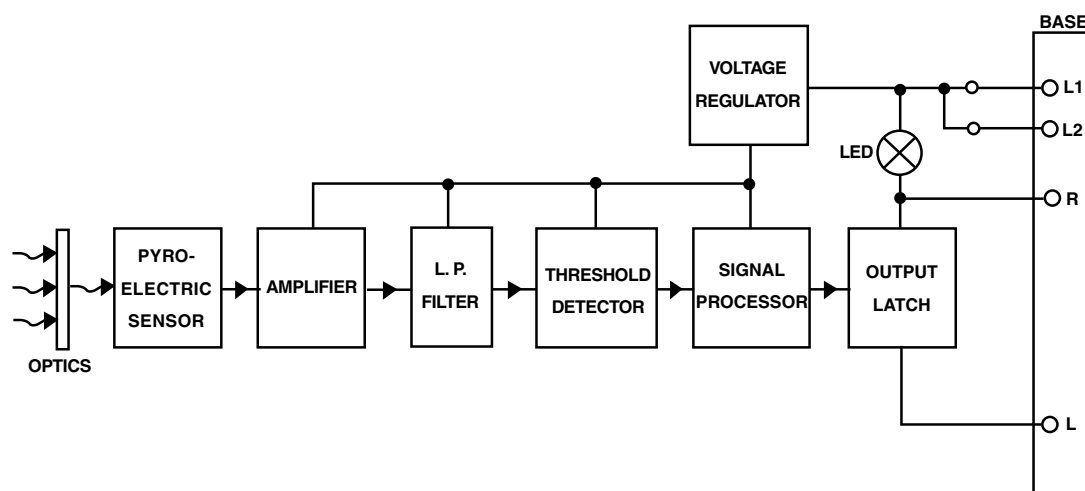 BASE
VOLTAGE
REGULATOR
L1
L2
LED
R
PYRO-
ELECTRIC
SENSOR
AMPLIFIER
L. P.
FILTER
THRESHOLD
DETECTOR
SIGNAL
PROCESSOR
OUTPUT
LATCH
OPTICS
L